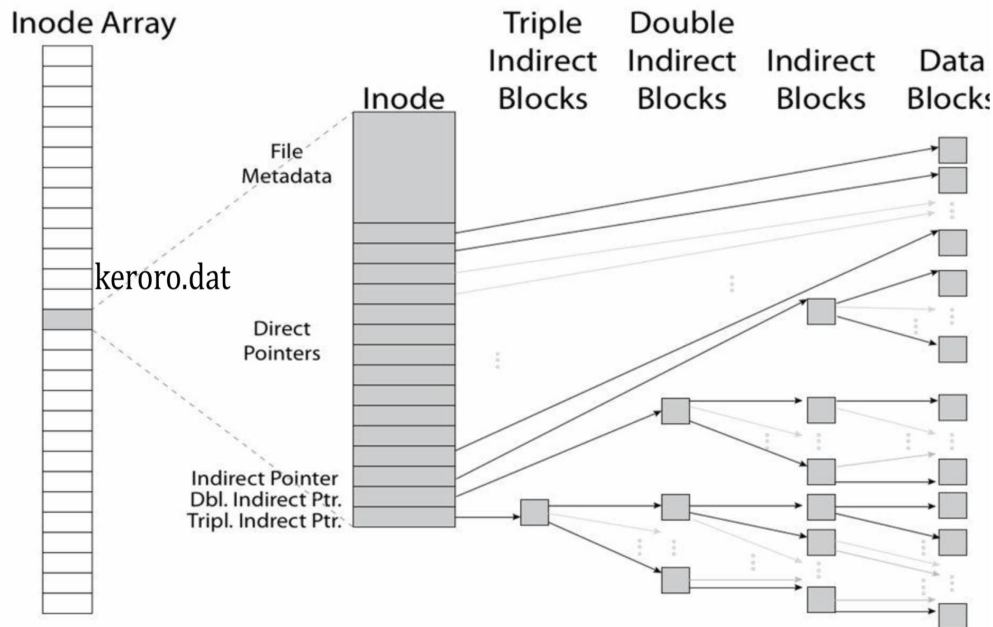 Inode Array
Triple
Indirect
Blocks
Double
Indirect
Blocks
Indirect
Blocks
Data
Blocks
Inode
File
Metadata
keroro.dat
Direct
Pointers
Indirect Pointer
Dbl. Indirect Ptr.
Tripl. Indrect Ptr.